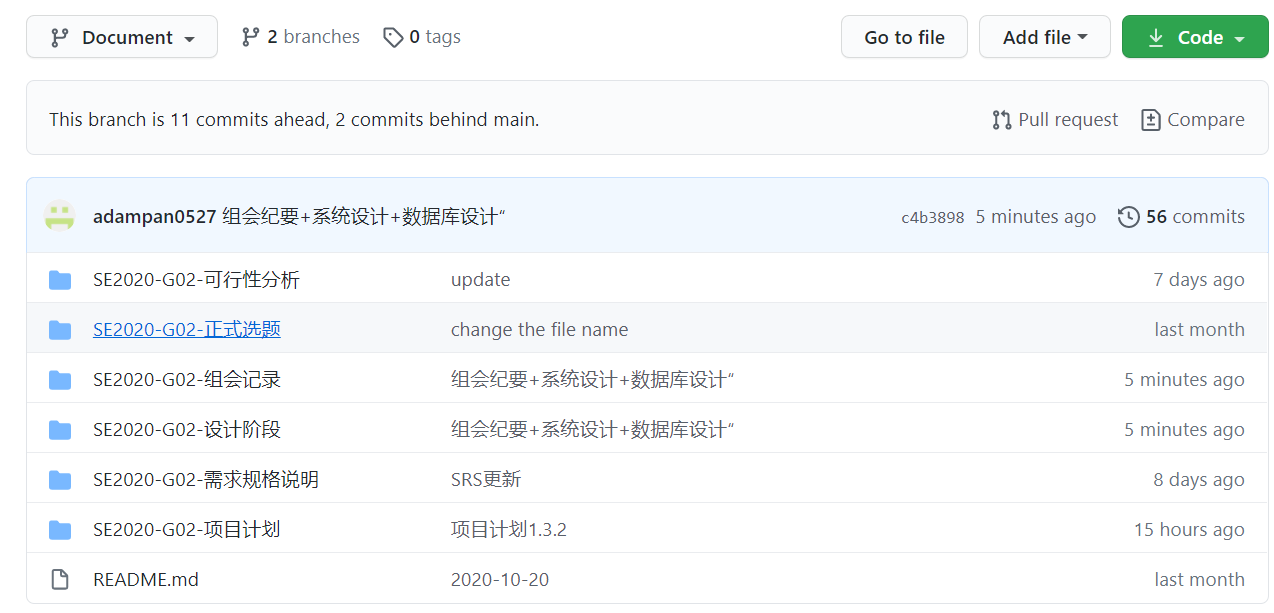 Document 2 branches 0 tags Go to file Add file Code
This branch is 11 commits ahead, 2 commits behind main. Pull request Compare
adampan0527 组会纪要+系统设计+数据库设计“ c4b3898 5 minutes ago 56 commits
SE2020-G02-可行性分析 update 7 days ago
SE2020-G02-正式选题 change the file name last month
SE2020-G02-组会记录 组会纪要+系统设计+数据库设计“ 5 minutes ago
SE2020-G02-设计阶段 组会纪要+系统设计+数据库设计“ 5 minutes ago
SE2020-G02-需求规格说明 SRS更新 8 days ago
SE2020-G02-项目计划 项目计划1.3.2 15 hours ago
README.md 2020-10-20 last month